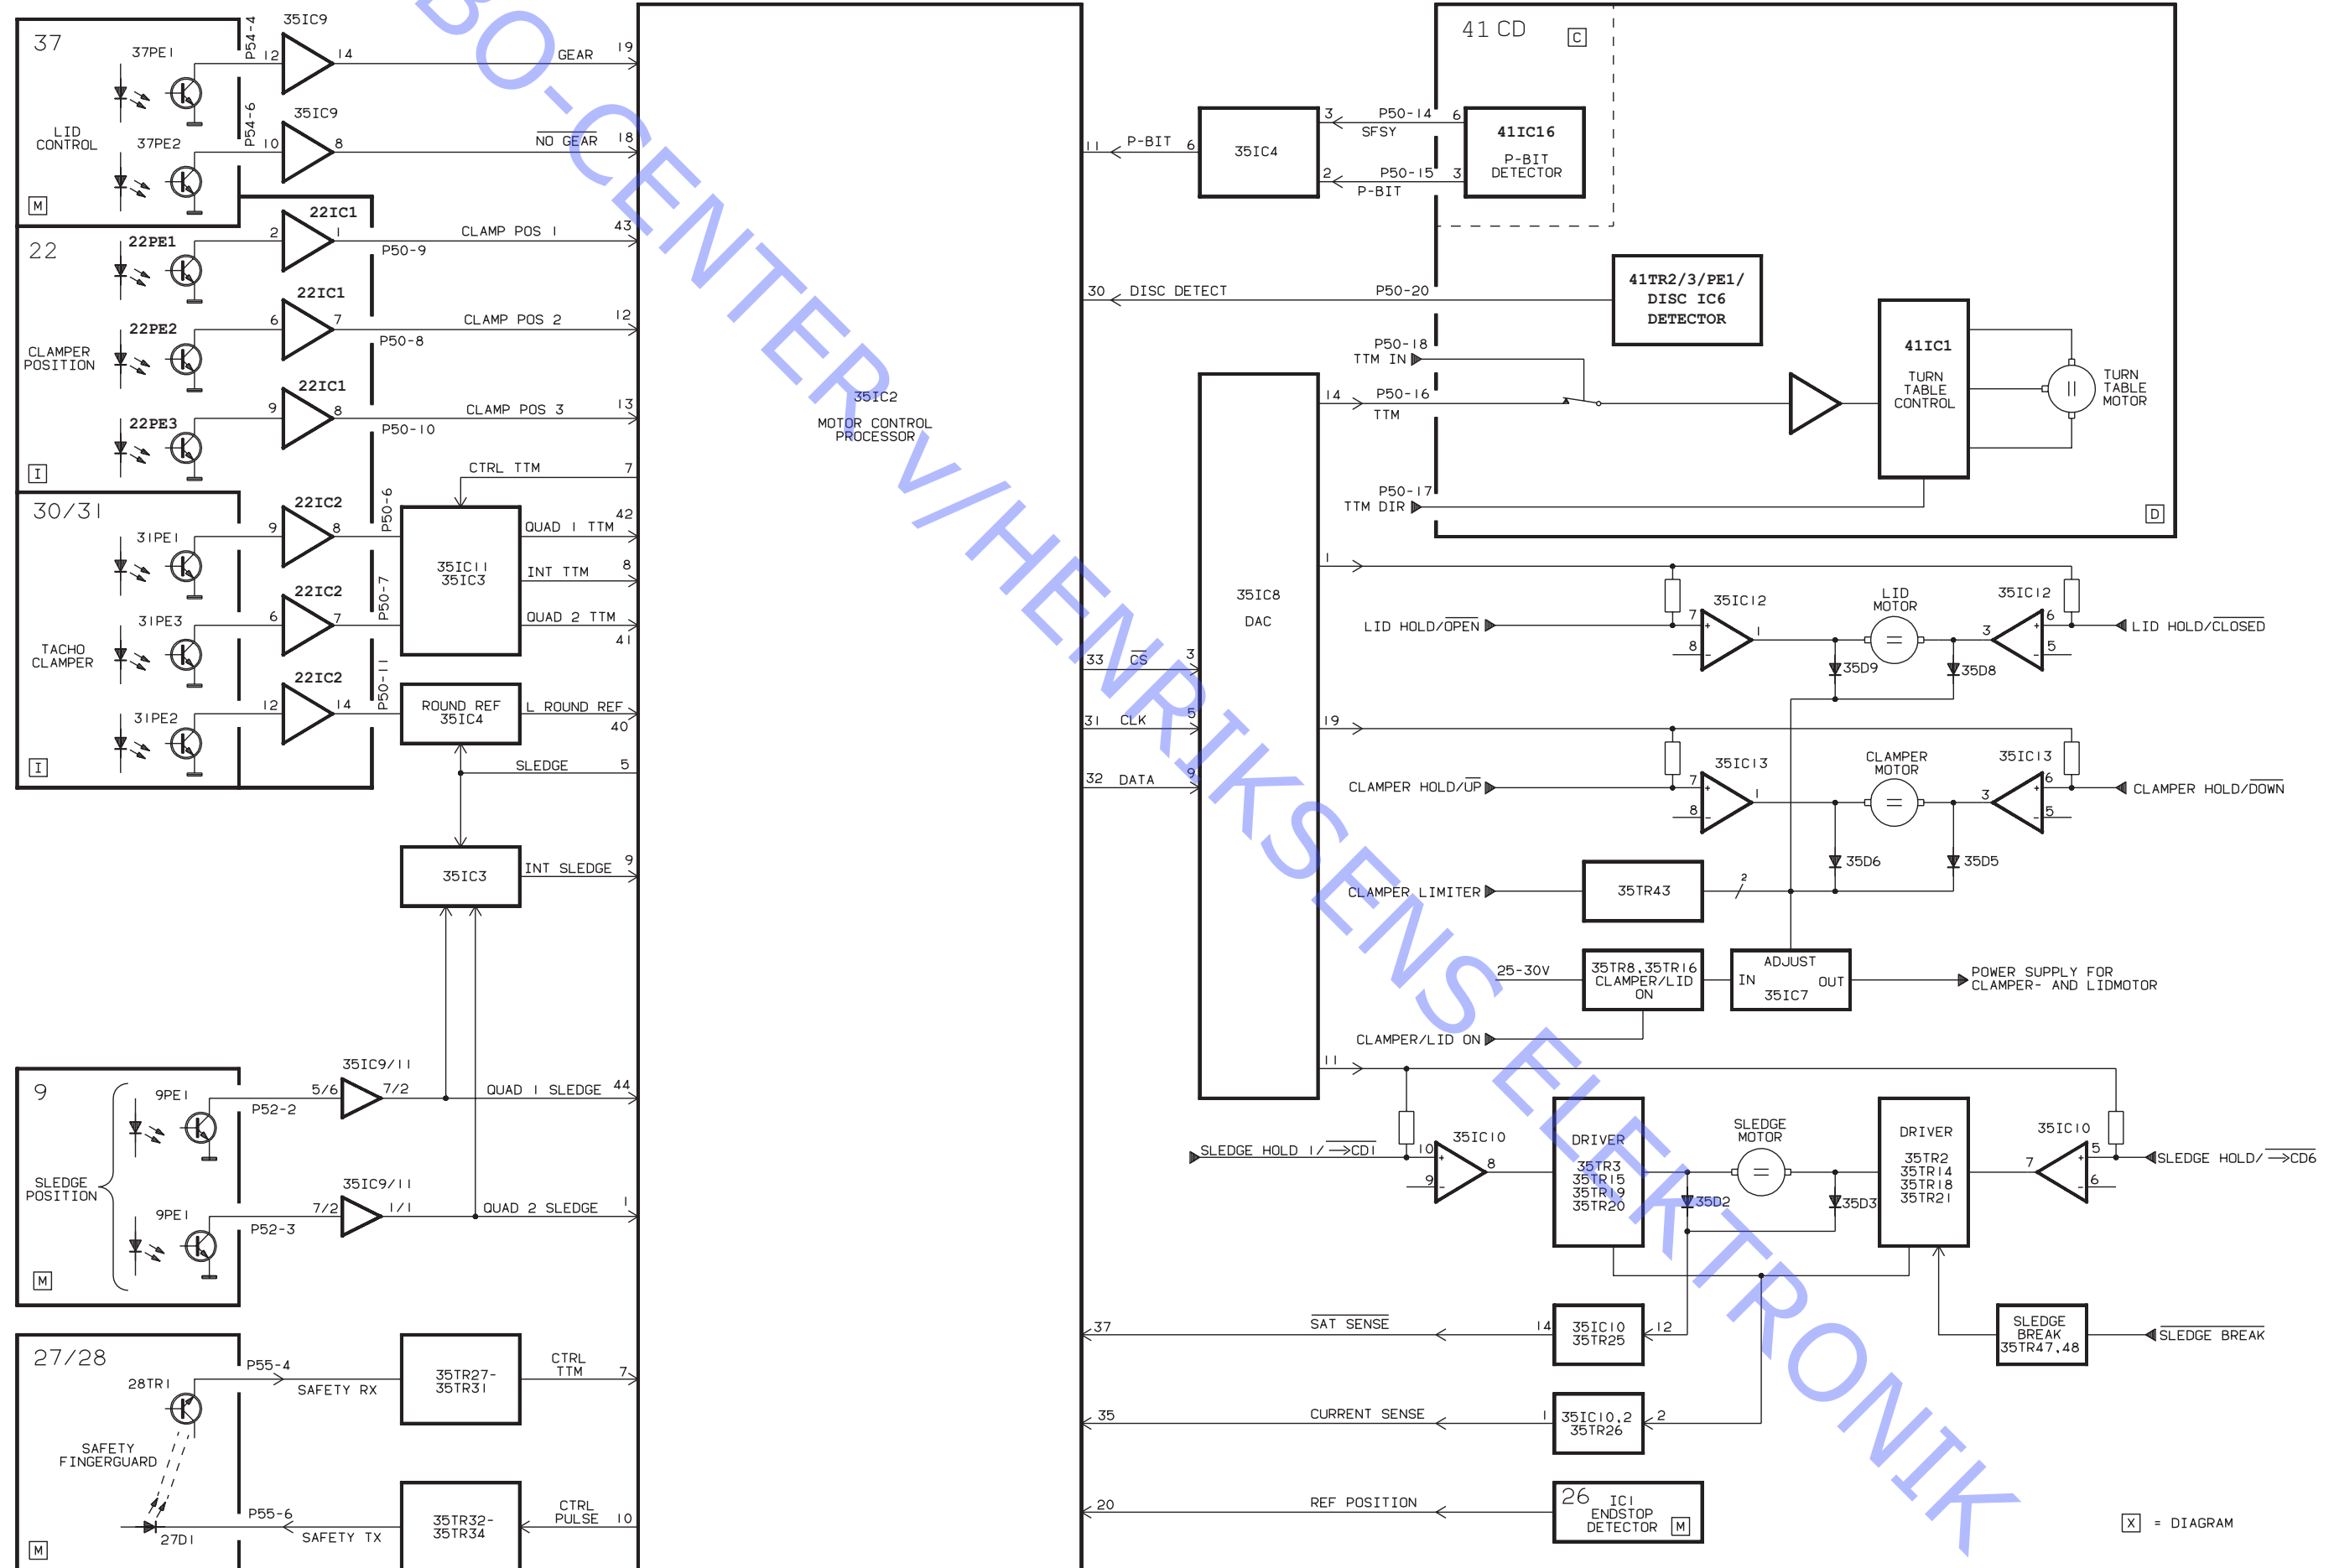 37
37PE1
LID
CONTROL
37PE2
M
P54-4
35IC9
12
14
GEAR
19
P54-6
35IC9
10
8
NO GEAR
18
22
22PE1
22PE2
CLAMPER
POSITION
22PE3
I
22IC1
2
1
P50-9
CLAMP POS 1
43
22IC1
6
7
P50-8
CLAMP POS 2
12
22IC1
9
8
P50-10
CLAMP POS 3
13
CTRL TTM
7
30/31
31PE1
31PE3
TACHO
CLAMPER
31PE2
I
22IC2
9
8
P50-6
22IC2
6
7
P50-7
22IC2
12
14
P50-11
35IC11
35IC3
QUAD 1 TTM
42
INT TTM
8
QUAD 2 TTM
41
ROUND REF
35IC4
L ROUND REF
40
SLEDGE
5
35IC3
INT SLEDGE
9
9
9PE1
SLEDGE
POSITION
9PE1
M
P52-2
5/6
35IC9/11
7/2
QUAD 1 SLEDGE
44
P52-3
7/2
35IC9/11
1/1
QUAD 2 SLEDGE
1
27/28
28TR1
SAFETY
FINGERGUARD
27D1
M
P55-4
SAFETY RX
35TR27-
35TR31
CTRL
TTM
7
P55-6
SAFETY TX
35TR32-
35TR34
CTRL
PULSE
10
35IC2
MOTOR CONTROL
PROCESSOR
41 CD
C
11
P-BIT
6
35IC4
3
P50-14
SFSY
6
2
P50-15
P-BIT
3
41IC16
P-BIT
DETECTOR
30
DISC DETECT
P50-20
41TR2/3/PE1/
DISC IC6
DETECTOR
P50-18
TTM IN
14
P50-16
TTM
P50-17
TTM DIR
41IC1
TURN
TABLE
CONTROL
TURN
TABLE
MOTOR
D
35IC8
DAC
33
CS
3
31
CLK
5
32
DATA
9
1
LID HOLD/OPEN
7
8
+
-
35IC12
1
LID
MOTOR
35D9
35D8
35IC12
3
6
5
+
-
LID HOLD/CLOSED
19
CLAMPER HOLD/UP
7
8
+
-
35IC13
1
CLAMPER
MOTOR
35D6
35D5
35IC13
3
6
5
+
-
CLAMPER HOLD/DOWN
CLAMPER LIMITER
35TR43
2
25-30V
35TR8,35TR16
CLAMPER/LID
ON
ADJUST
IN
OUT
35IC7
POWER SUPPLY FOR
CLAMPER- AND LIDMOTOR
CLAMPER/LID ON
11
SLEDGE HOLD 1/ →CD1
10
9
+
-
35IC10
8
DRIVER
35TR3
35TR15
35TR19
35TR20
SLEDGE
MOTOR
35D2
35D3
DRIVER
35TR2
35TR14
35TR18
35TR21
35IC10
7
5
6
+
-
SLEDGE HOLD/ →CD6
37
SAT SENSE
14
35IC10
35TR25
12
SLEDGE
BREAK
35TR47,48
SLEDGE BREAK
35
CURRENT SENSE
1
35IC10,2
35TR26
2
20
REF POSITION
26
IC1
ENDSTOP
DETECTOR
M
X = DIAGRAM
BO-CENTER v/HENRIKSENS ELEKTRONIK